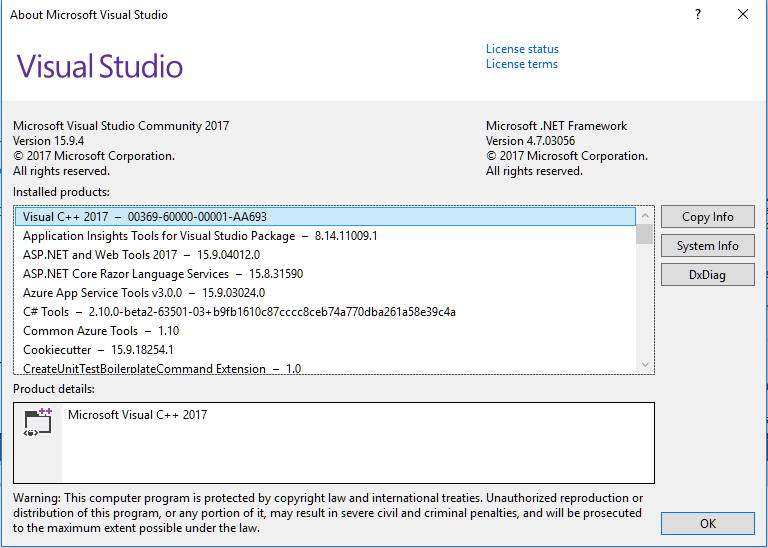 About Microsoft Visual Studio
?
Visual Studio
License status
License terms
Microsoft Visual Studio Community 2017
Version 15.9.4
© 2017 Microsoft Corporation.
All rights reserved.
Microsoft .NET Framework
Version 4.7.03056
© 2017 Microsoft Corporation.
All rights reserved.
Installed products:
Visual C++ 2017 – 00369-60000-00001-AA693
Application Insights Tools for Visual Studio Package – 8.14.11009.1
ASP.NET and Web Tools 2017 – 15.9.04012.0
ASP.NET Core Razor Language Services – 15.8.31590
Azure App Service Tools v3.0.0 – 15.9.03024.0
C# Tools – 2.10.0-beta2-63501-03+b9fb1610c87cccc8ceb74a770dba261a58e39c4a
Common Azure Tools – 1.10
Cookiecutter – 15.9.18254.1
CreateUnitTestBoilerplateCommand Extension – 1.0
Copy Info
System Info
DxDiag
Product details:
Microsoft Visual C++ 2017
Warning: This computer program is protected by copyright law and international treaties. Unauthorized reproduction or
distribution of this program, or any portion of it, may result in severe civil and criminal penalties, and will be prosecuted
to the maximum extent possible under the law.
OK